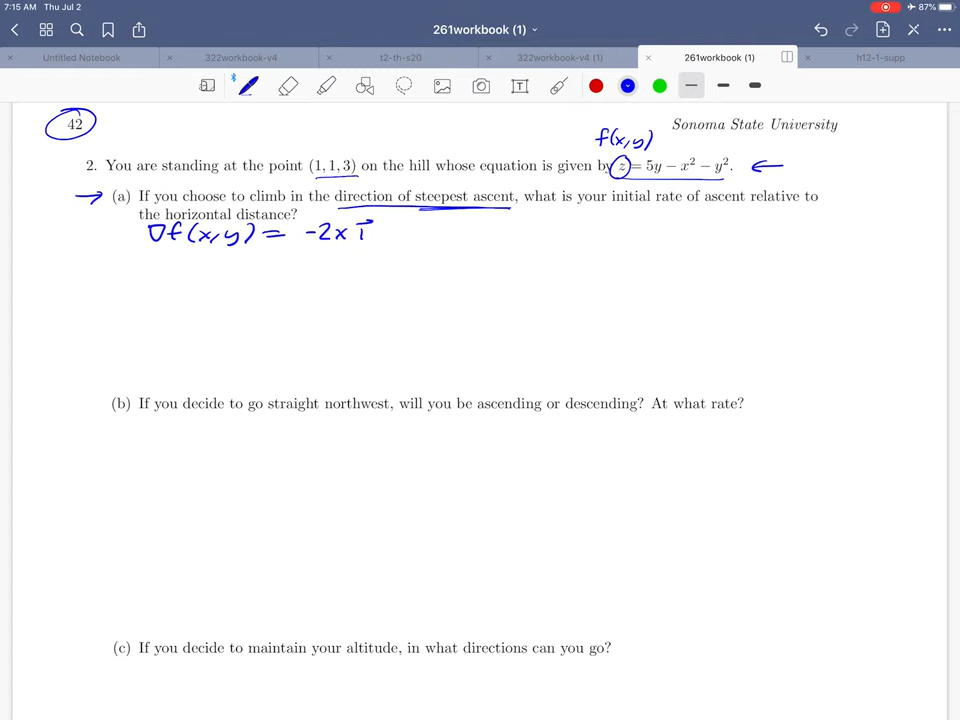 7:15 AM Thu Jul 2
87%
261workbook (1)
Untitled Notebook
322workbook-v4
t2-th-s20
322workbook-v4 (1)
261workbook (1)
h12-1-supp
42
Sonoma State University
f(x,y)
2. You are standing at the point (1, 1, 3) on the hill whose equation is given by z = 5y − x² − y².
(a) If you choose to climb in the direction of steepest ascent, what is your initial rate of ascent relative to
the horizontal distance?
∇f(x,y) = -2x i⃗
(b) If you decide to go straight northwest, will you be ascending or descending? At what rate?
(c) If you decide to maintain your altitude, in what directions can you go?